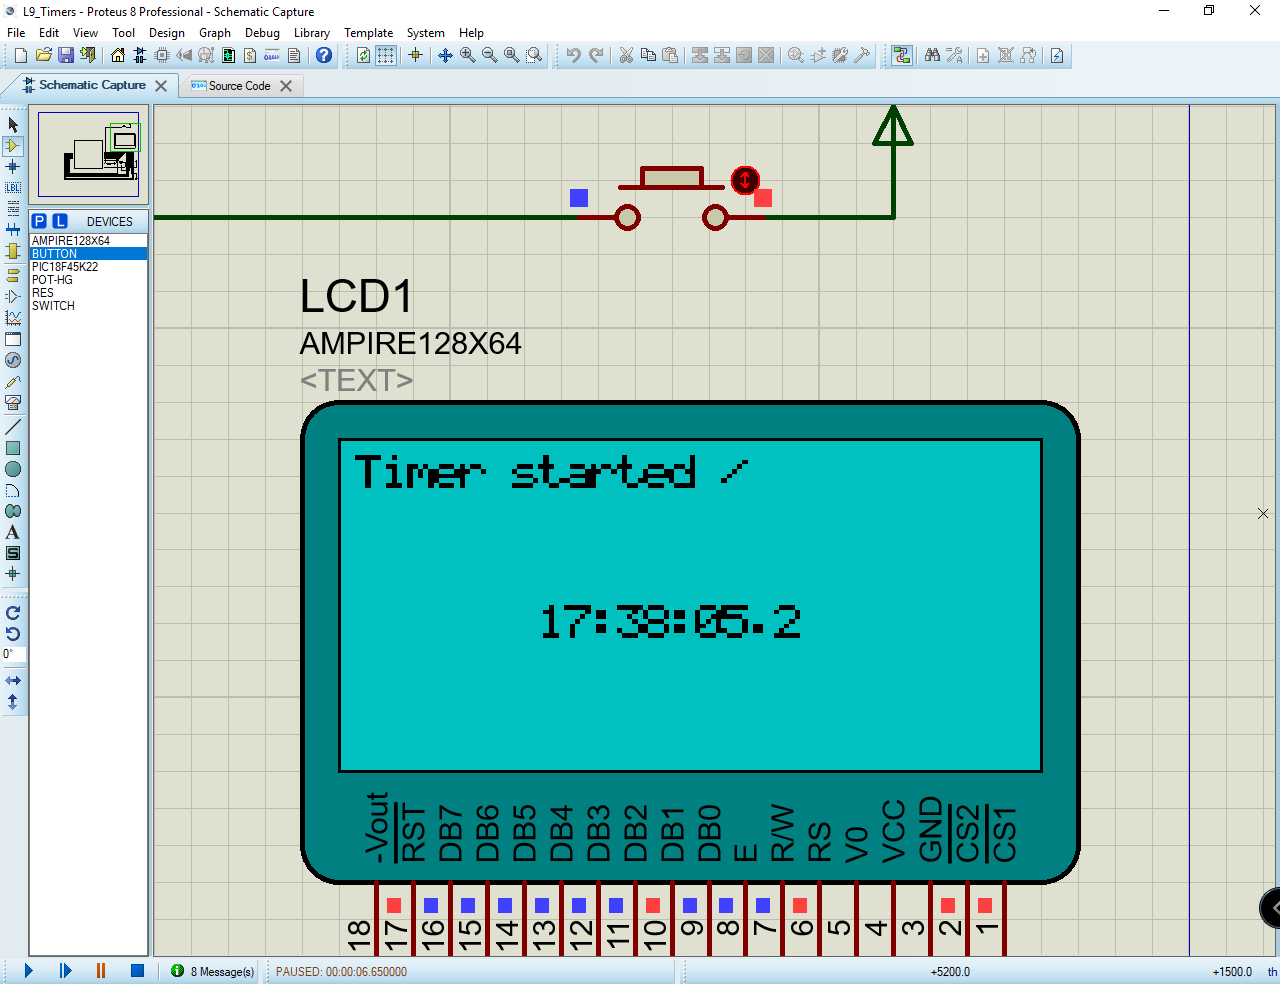 L9_Timers - Proteus 8 Professional - Schematic Capture
File Edit View Tool Design Graph Debug Library Template System Help
Schematic Capture
Source Code
P L DEVICES
AMPIRE128X64
BUTTON
PIC18F45K22
POT-HG
RES
SWITCH
LBL
A
S
0°
LCD1
AMPIRE128X64
<TEXT>
Timer started /
17:38:05.2
-Vout RST DB7 DB6 DB5 DB4 DB3 DB2 DB1 DB0 E R/W RS V0 VCC GND CS2 CS1
18 17 16 15 14 13 12 11 10 9 8 7 6 5 4 3 2 1
8 Message(s)
PAUSED: 00:00:06.650000
+5200.0
+1500.0
th